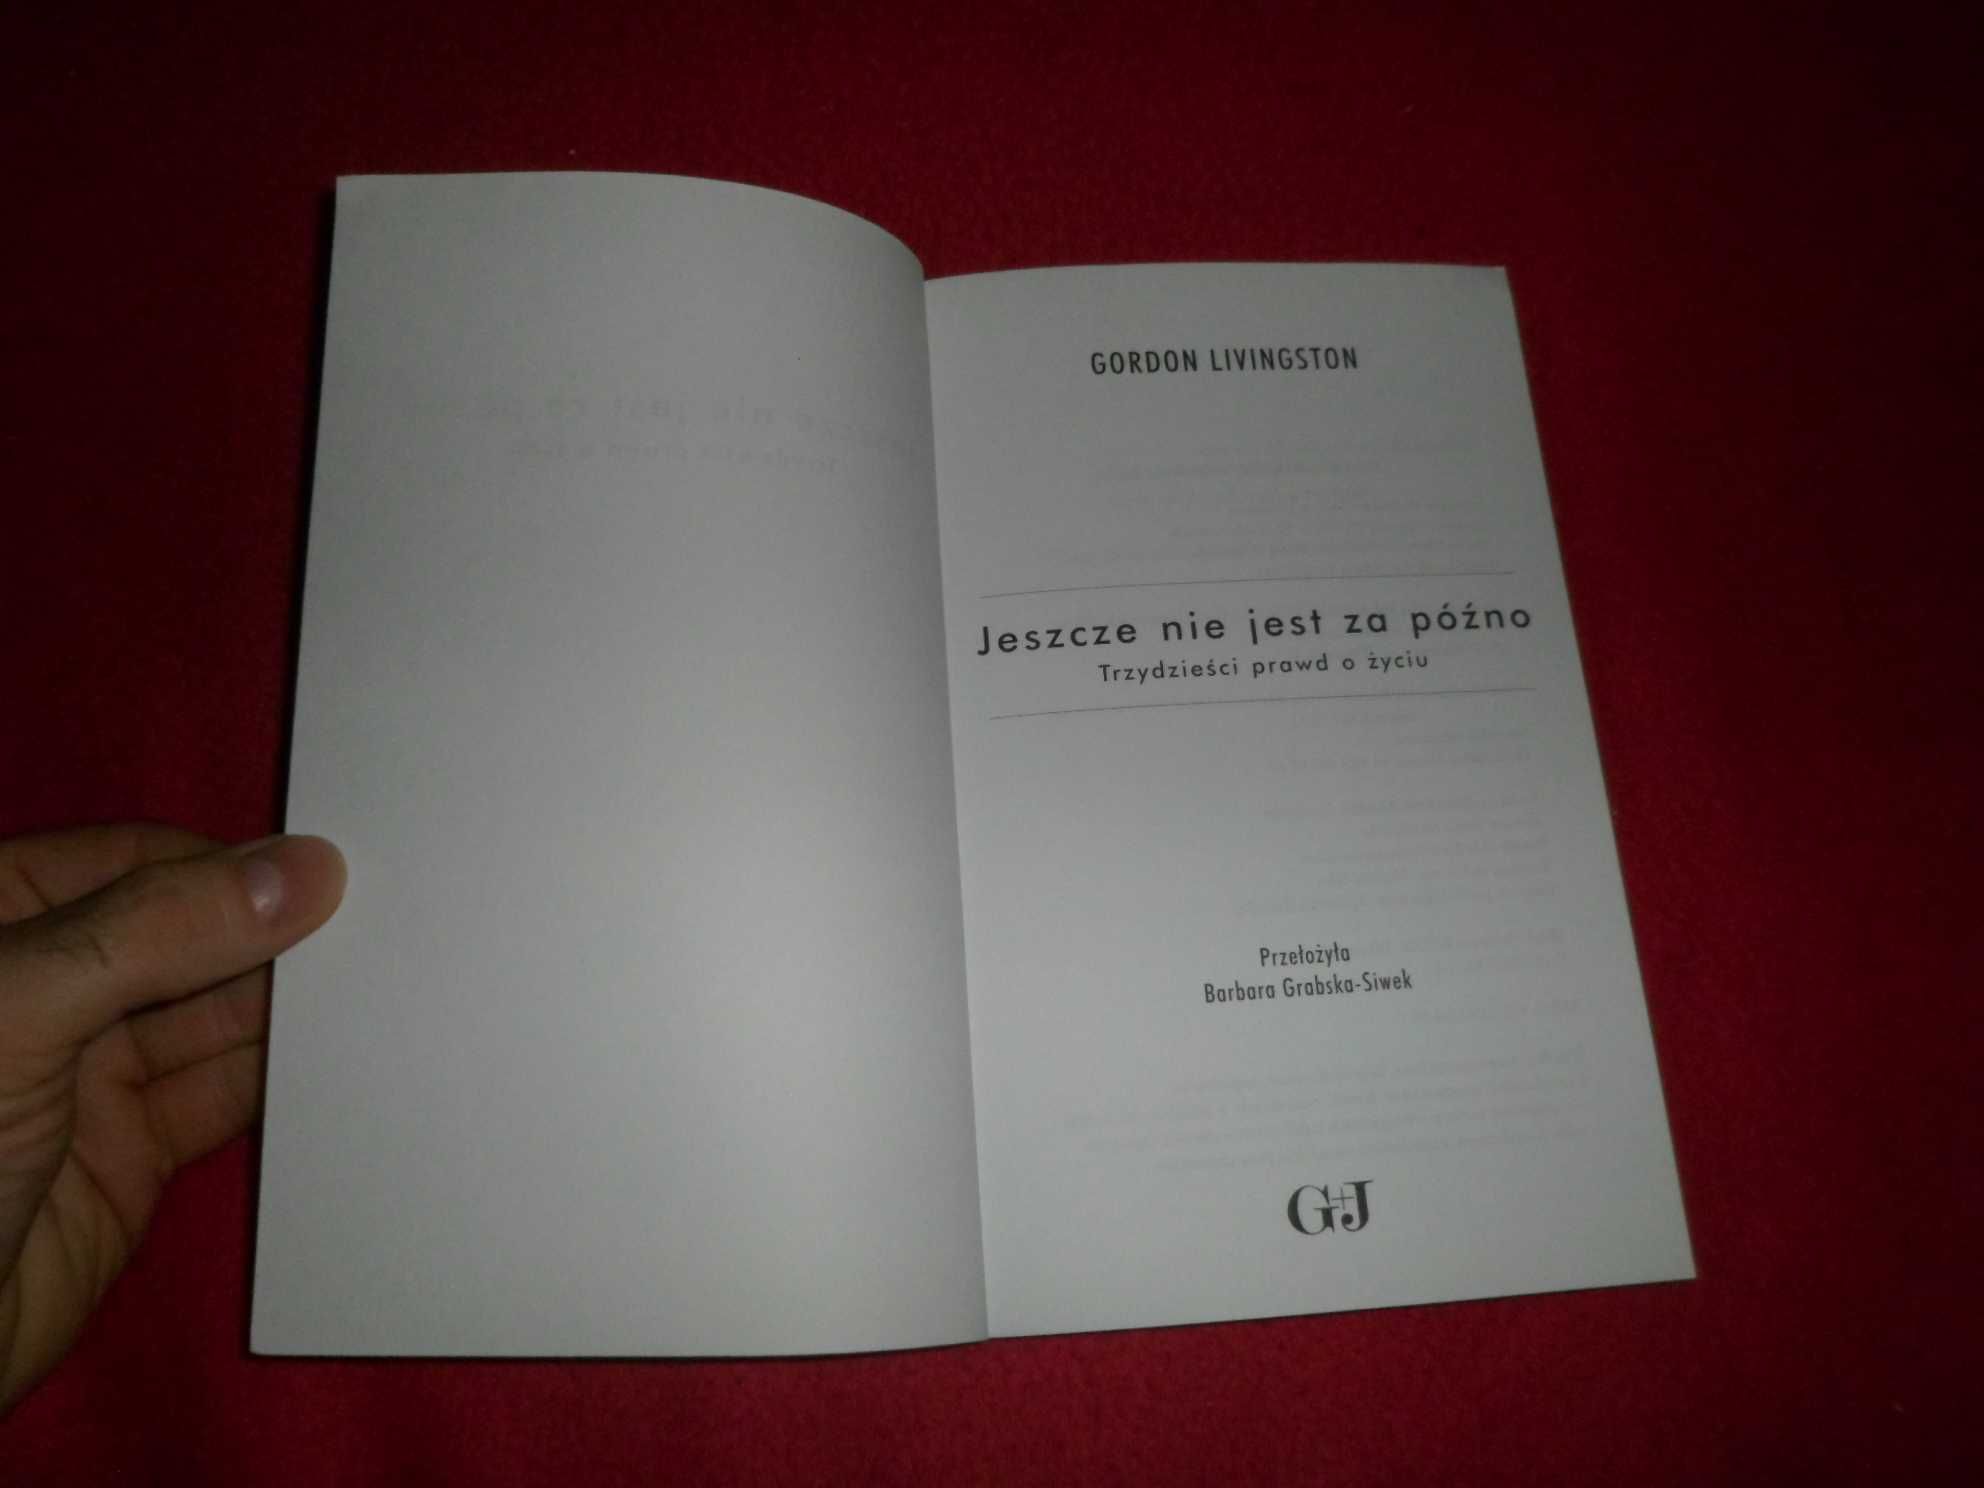 GORDON LIVINGSTON
Jeszcze nie jest za późno
Trzydzieści prawd o życiu
Przełożyła
Barbara Grabska-Siwek
G+J